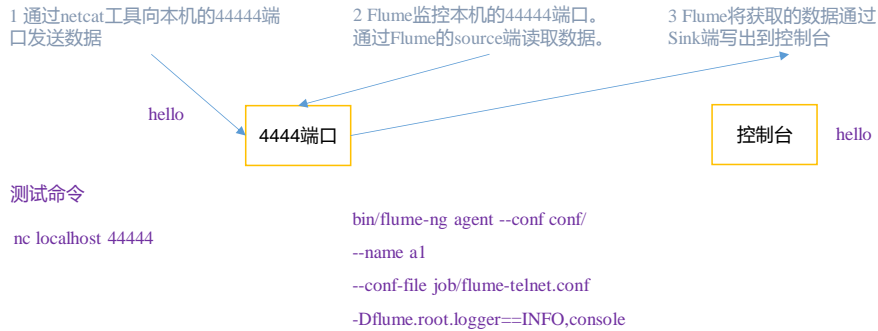 1 通过netcat工具向本机的44444端
口发送数据
2 Flume监控本机的44444端口。
通过Flume的source端读取数据。
3 Flume将获取的数据通过
Sink端写出到控制台
hello
4444端口
控制台
hello
测试命令
nc localhost 44444
bin/flume-ng agent --conf conf/
--name a1
--conf-file job/flume-telnet.conf
-Dflume.root.logger==INFO,console